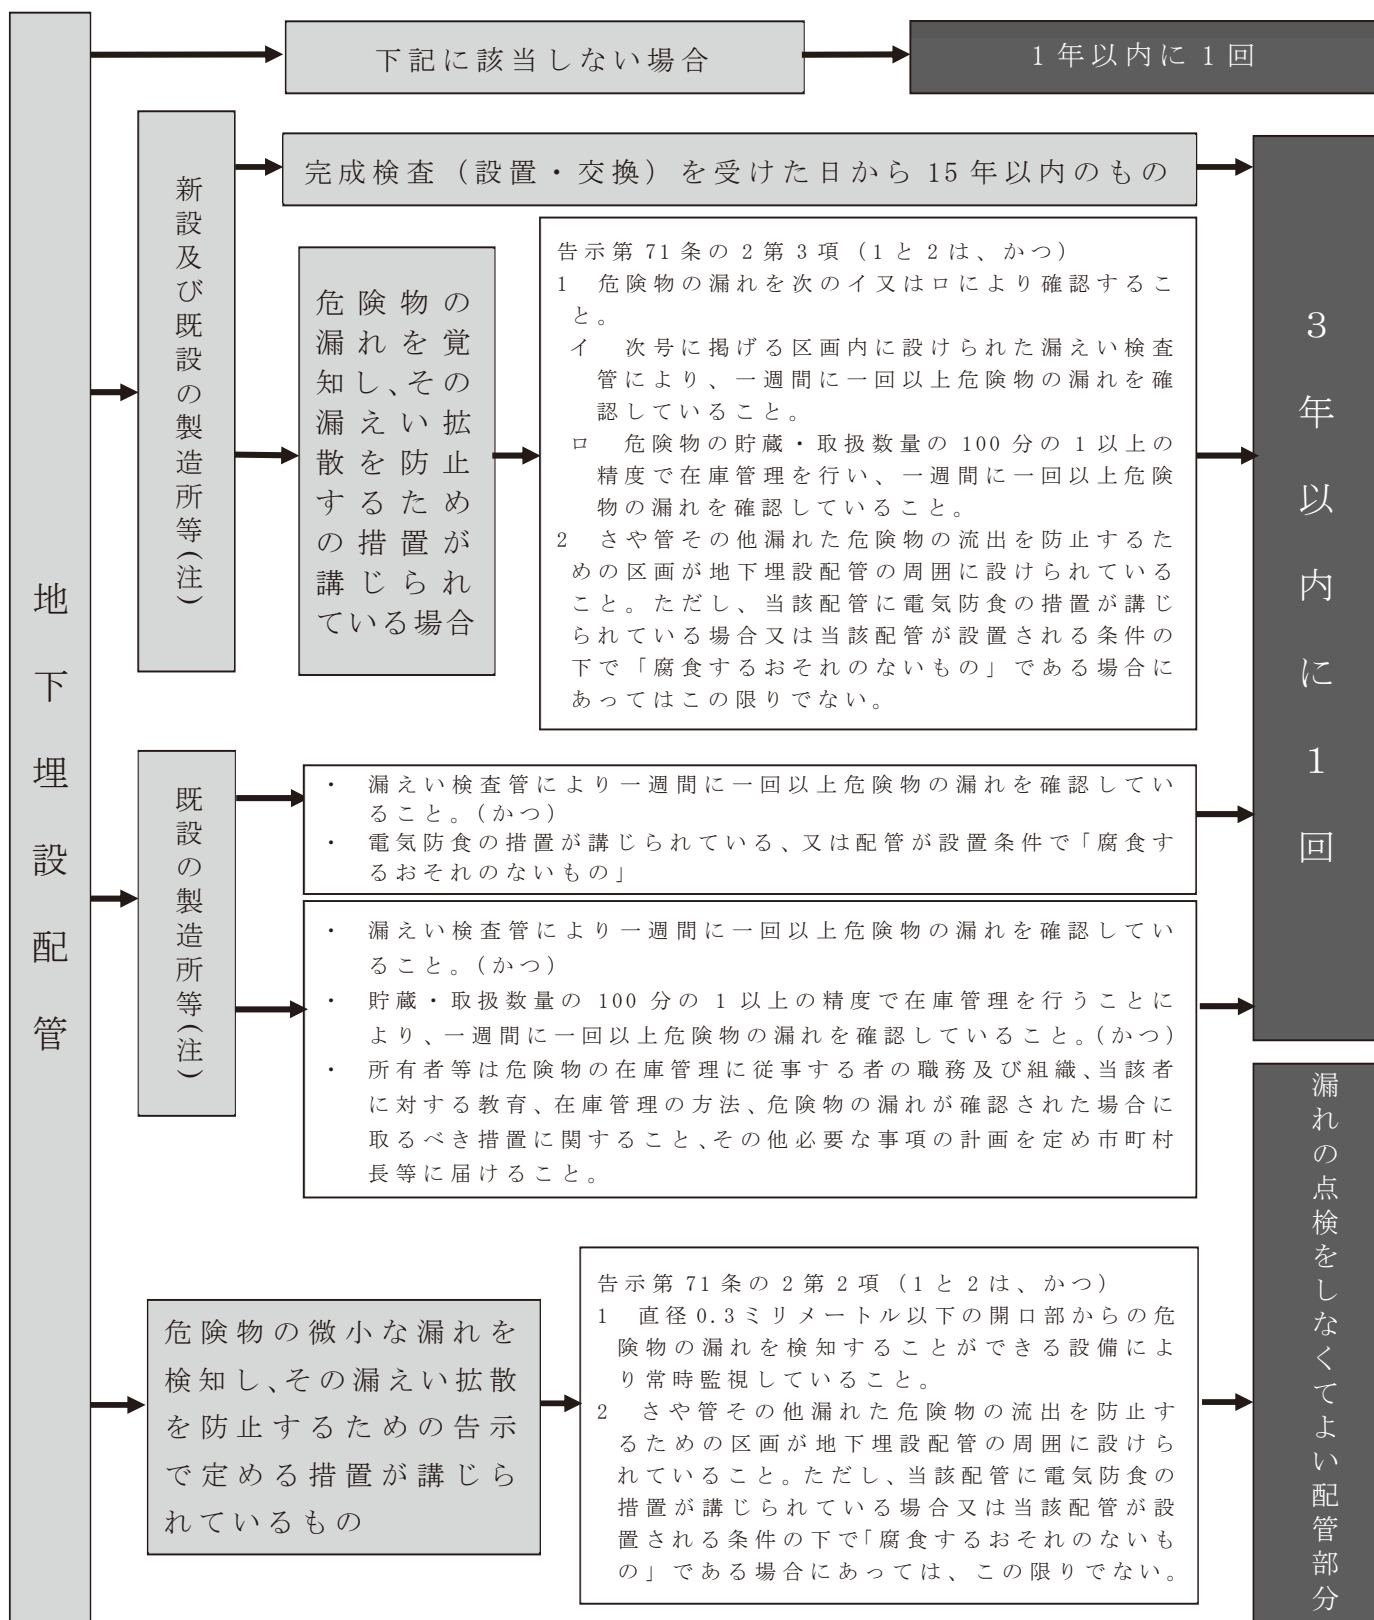 地下埋設配管
下記に該当しない場合
1年以内に1回
新設及び既設の製造所等(注)
完成検査（設置・交換）を受けた日から15年以内のもの
危険物の
漏れを覚
知し、その
漏えい拡
散を防止
するため
の措置が
講じられ
ている場合
告示第71条の2第3項（1と2は、かつ）
1　危険物の漏れを次のイ又はロにより確認するこ
と。
イ　次号に掲げる区画内に設けられた漏えい検査
管により、一週間に一回以上危険物の漏れを確
認していること。
ロ　危険物の貯蔵・取扱数量の100分の1以上の
精度で在庫管理を行い、一週間に一回以上危険
物の漏れを確認していること。
2　さや管その他漏れた危険物の流出を防止するた
めの区画が地下埋設配管の周囲に設けられている
こと。ただし、当該配管に電気防食の措置が講じ
られている場合又は当該配管が設置される条件の
下で「腐食するおそれのないもの」である場合に
あってはこの限りでない。
3年以内に1回
既設の製造所等(注)
・　漏えい検査管により一週間に一回以上危険物の漏れを確認してい
ること。(かつ)
・　電気防食の措置が講じられている、又は配管が設置条件で「腐食す
るおそれのないもの」
・　漏えい検査管により一週間に一回以上危険物の漏れを確認してい
ること。(かつ)
・　貯蔵・取扱数量の100分の1以上の精度で在庫管理を行うことに
より、一週間に一回以上危険物の漏れを確認していること。(かつ)
・　所有者等は危険物の在庫管理に従事する者の職務及び組織、当該者
に対する教育、在庫管理の方法、危険物の漏れが確認された場合に
取るべき措置に関すること、その他必要な事項の計画を定め市町村
長等に届けること。
危険物の微小な漏れを
検知し、その漏えい拡散
を防止するための告示
で定める措置が講じら
れているもの
告示第71条の2第2項（1と2は、かつ）
1　直径0.3ミリメートル以下の開口部からの危
険物の漏れを検知することができる設備によ
り常時監視していること。
2　さや管その他漏れた危険物の流出を防止す
るための区画が地下埋設配管の周囲に設けら
れていること。ただし、当該配管に電気防食の
措置が講じられている場合又は当該配管が設
置される条件の下で「腐食するおそれのないも
の」である場合にあっては、この限りでない。
漏れの点検をしなくてよい配管部分